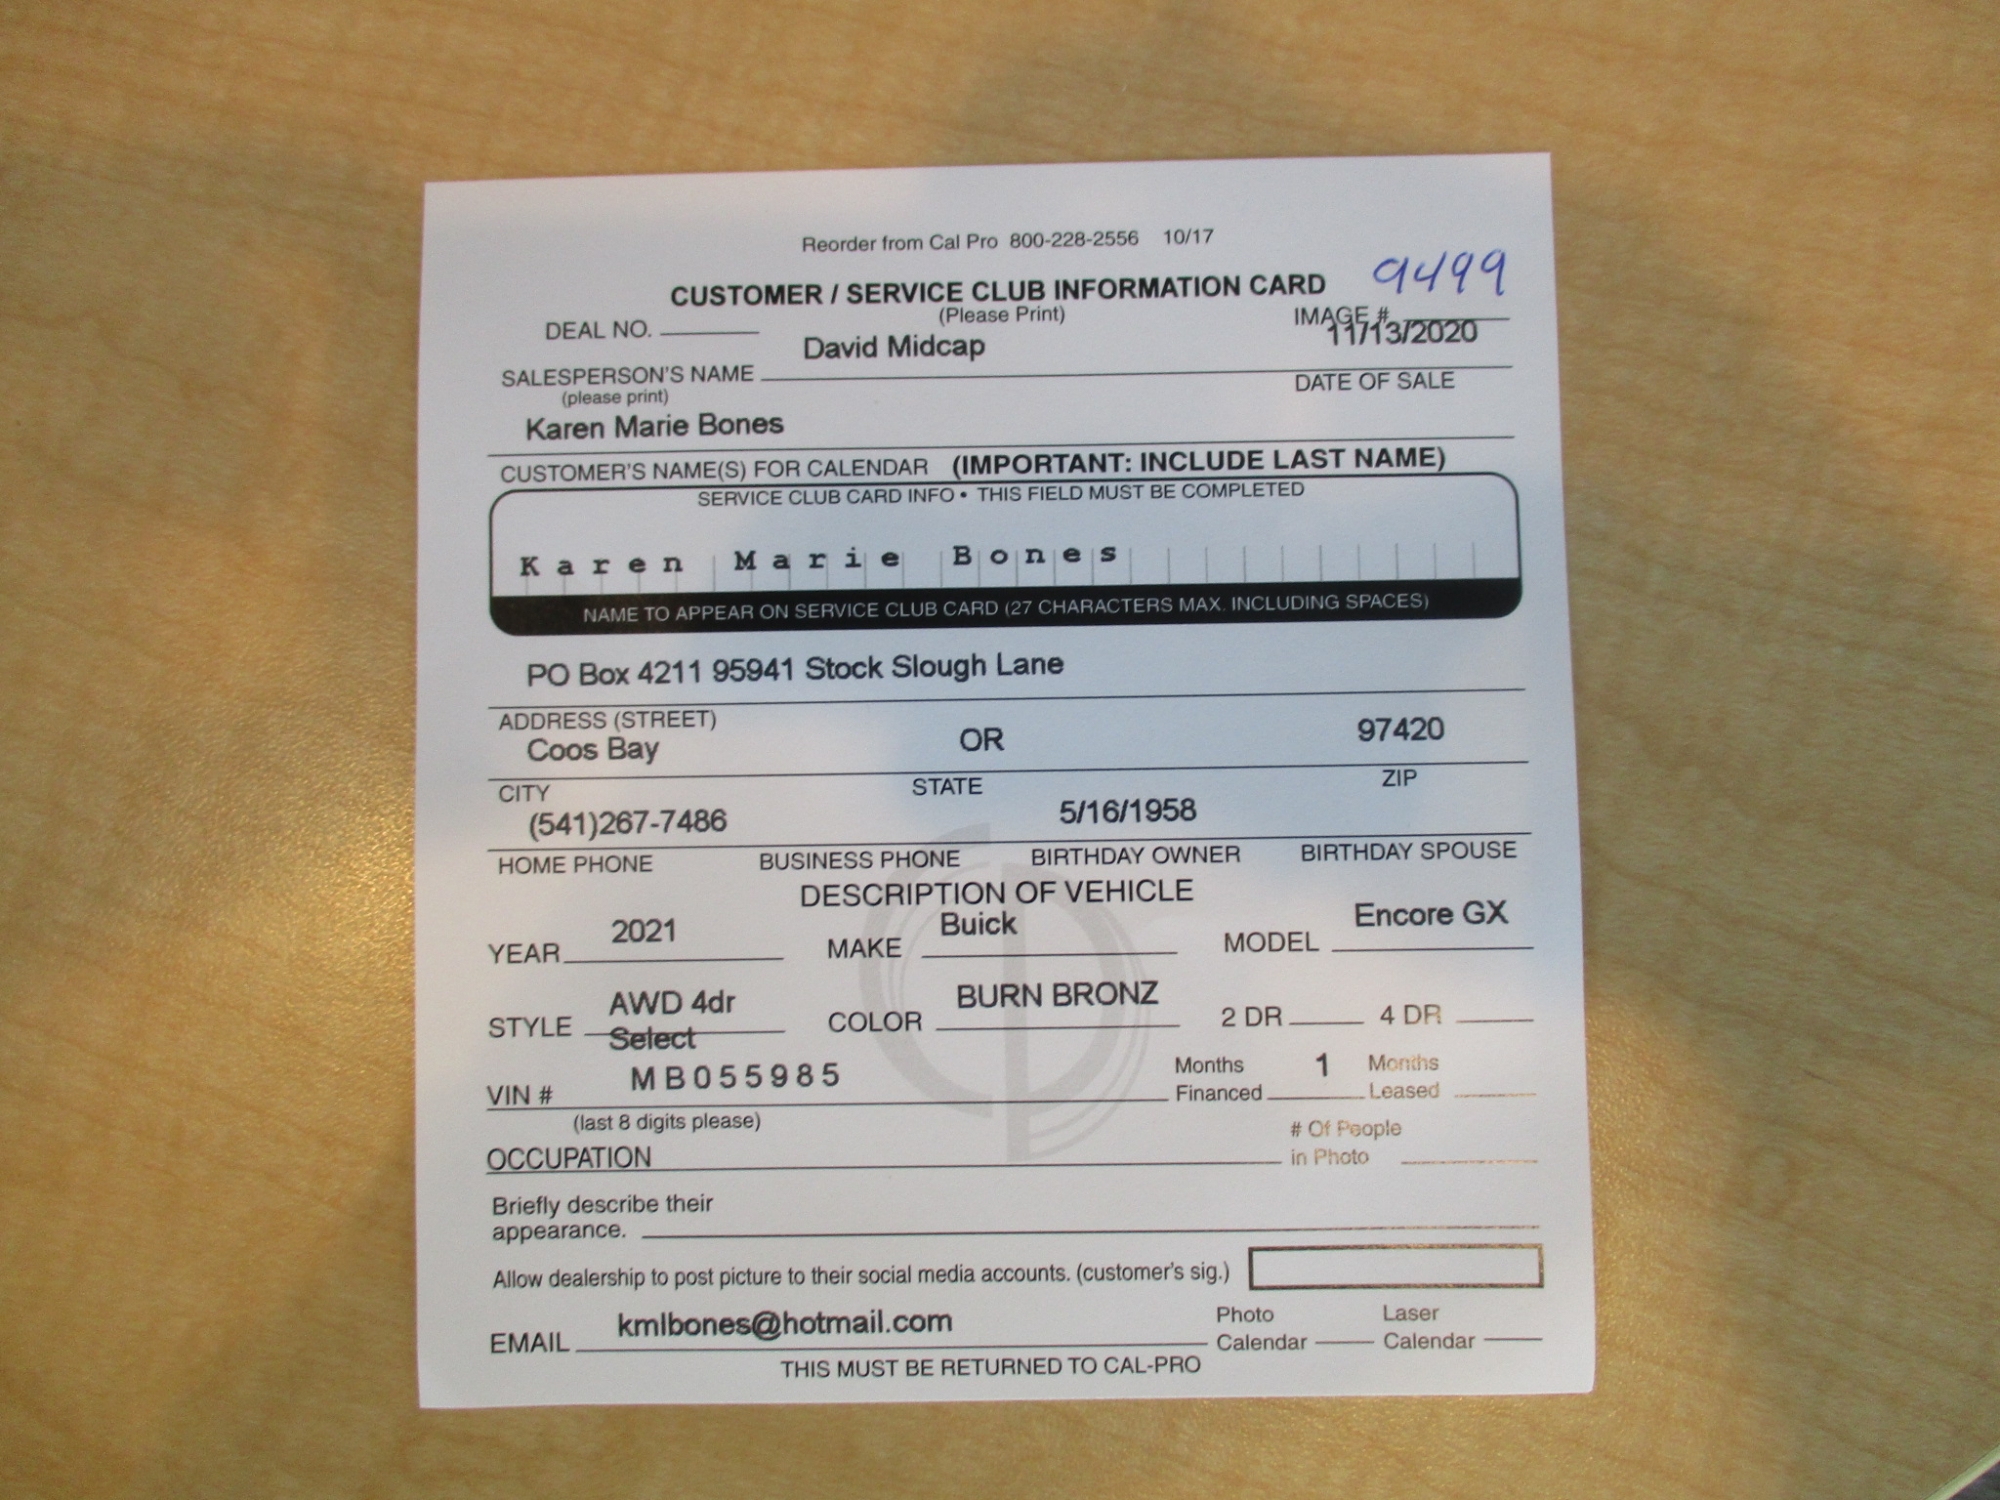 Reorder from Cal Pro 800-228-2556 10/17
CUSTOMER / SERVICE CLUB INFORMATION CARD 9499
(Please Print)
DEAL NO. IMAGE #
David Midcap 11/13/2020
SALESPERSON'S NAME DATE OF SALE
(please print)
Karen Marie Bones
CUSTOMER'S NAME(S) FOR CALENDAR (IMPORTANT: INCLUDE LAST NAME)
SERVICE CLUB CARD INFO • THIS FIELD MUST BE COMPLETED
Karen Marie Bones
NAME TO APPEAR ON SERVICE CLUB CARD (27 CHARACTERS MAX. INCLUDING SPACES)
PO Box 4211 95941 Stock Slough Lane
ADDRESS (STREET)
Coos Bay OR 97420
CITY STATE ZIP
(541)267-7486 5/16/1958
HOME PHONE BUSINESS PHONE BIRTHDAY OWNER BIRTHDAY SPOUSE
DESCRIPTION OF VEHICLE
YEAR 2021 MAKE Buick MODEL Encore GX
STYLE AWD 4dr Select COLOR BURN BRONZ 2 DR 4 DR
VIN # MB055985 Months Financed 1 Months Leased
(last 8 digits please)
OCCUPATION # Of People in Photo
Briefly describe their
appearance.
Allow dealership to post picture to their social media accounts. (customer's sig.)
EMAIL kmlbones@hotmail.com Photo Calendar Laser Calendar
THIS MUST BE RETURNED TO CAL-PRO